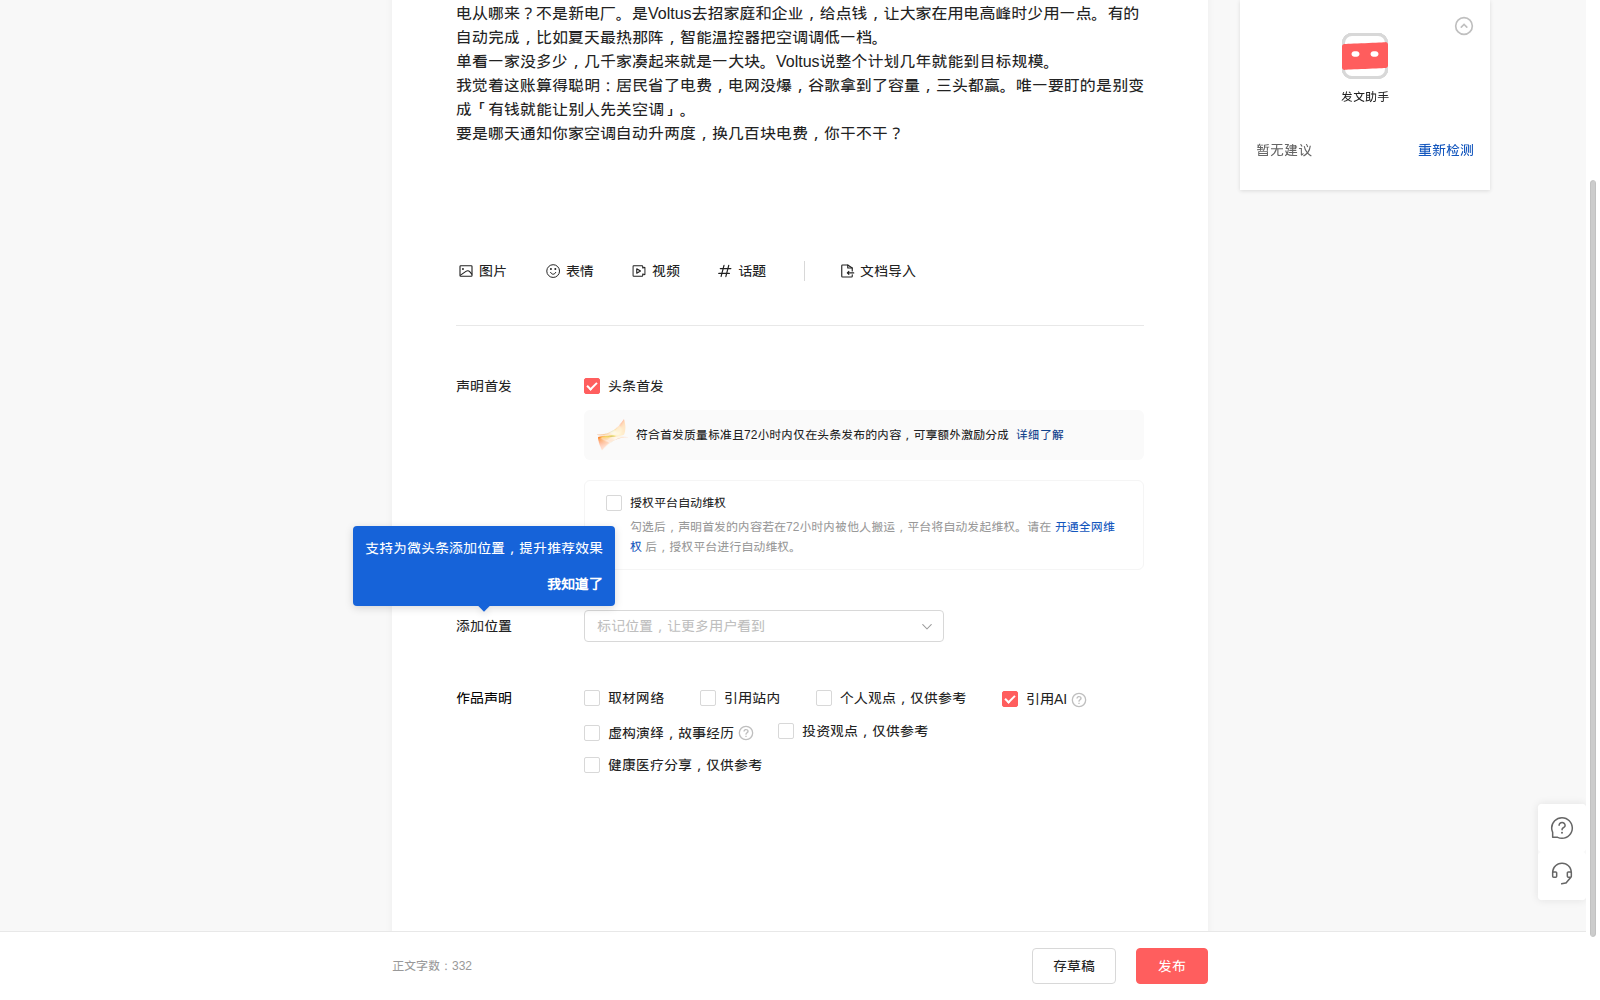 电从哪来？不是新电厂。是Voltus去招家庭和企业，给点钱，让大家在用电高峰时少用一点。有的
自动完成，比如夏天最热那阵，智能温控器把空调调低一档。
单看一家没多少，几千家凑起来就是一大块。Voltus说整个计划几年就能到目标规模。
我觉着这账算得聪明：居民省了电费，电网没爆，谷歌拿到了容量，三头都赢。唯一要盯的是别变
成「有钱就能让别人先关空调」。
要是哪天通知你家空调自动升两度，换几百块电费，你干不干？
发文助手
暂无建议 重新检测
图片 表情 视频 话题 文档导入
声明首发 头条首发
符合首发质量标准且72小时内仅在头条发布的内容，可享额外激励分成 详细了解
授权平台自动维权
勾选后，声明首发的内容若在72小时内被他人搬运，平台将自动发起维权。请在 开通全网维
权 后，授权平台进行自动维权。
支持为微头条添加位置，提升推荐效果
我知道了
添加位置 标记位置，让更多用户看到
作品声明 取材网络 引用站内 个人观点，仅供参考 引用AI
虚构演绎，故事经历 投资观点，仅供参考
健康医疗分享，仅供参考
正文字数：332 存草稿 发布